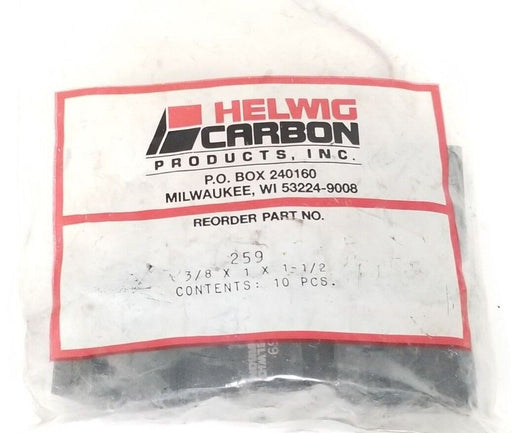 HELWIG
CARBON
PRODUCTS, INC.
P.O. BOX 240160
MILWAUKEE, WI 53224-9008
REORDER PART NO.
259
3/8 X 1 X 1-1/2
CONTENTS: 10 PCS.